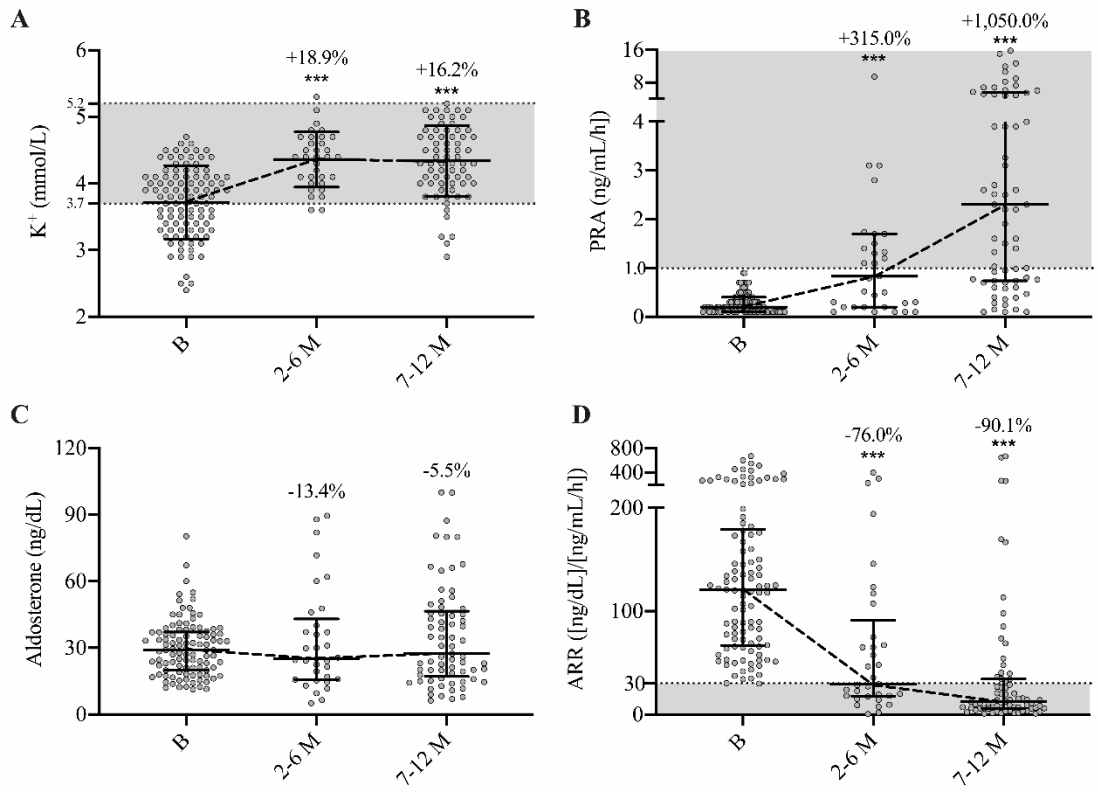 A
+18.9%
***
+16.2%
***
6
5.2
5
4
3.7
3
2
K⁺ (mmol/L)
B
2-6 M
7-12 M
B
+315.0%
***
+1,050.0%
***
16
8
4
3
2
1.0
0
PRA (ng/mL/h])
B
2-6 M
7-12 M
C
-13.4%
-5.5%
120
90
60
30
0
Aldosterone (ng/dL)
B
2-6 M
7-12 M
D
-76.0%
***
-90.1%
***
800
400
200
100
30
0
ARR ([ng/dL]/[ng/mL/h])
B
2-6 M
7-12 M